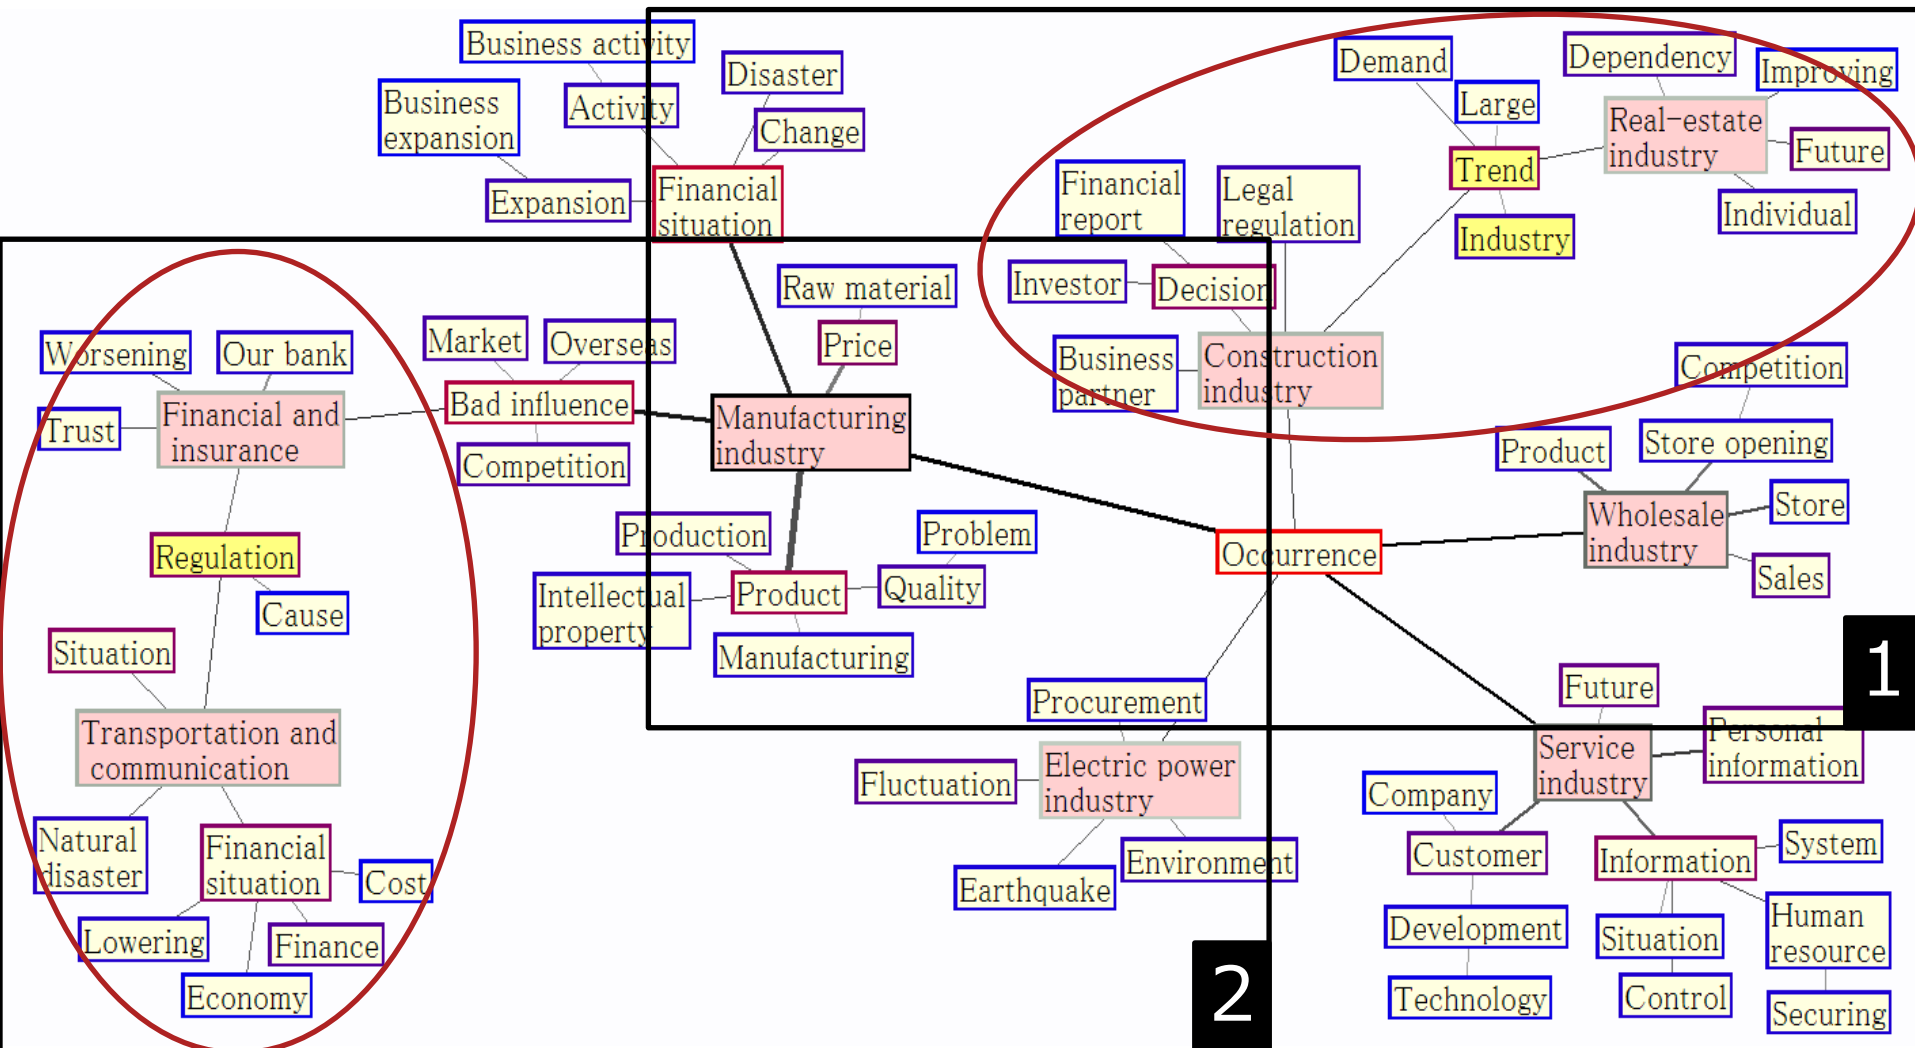 Business activity
Disaster
Demand
Dependency
Improving
Business
expansion
Activity
Change
Large
Real-estate
industry
Future
Trend
Financial
situation
Expansion
Financial
report
Legal
regulation
Individual
Industry
Investor
Decision
Raw material
Price
Market
Overseas
Worsening
Our bank
Business
partner
Construction
industry
Competition
Trust
Financial and
insurance
Bad influence
Manufacturing
industry
Competition
Product
Store opening
Store
Wholesale
industry
Sales
Production
Problem
Occurrence
Regulation
Cause
Intellectual
property
Product
Quality
Manufacturing
Situation
1
Future
Procurement
Transportation and
communication
Fluctuation
Electric power
industry
Service
industry
Personal
information
Company
Natural
disaster
Financial
situation
Cost
Environment
Earthquake
Customer
Information
System
Lowering
Finance
Economy
2
Development
Situation
Human
resource
Technology
Control
Securing